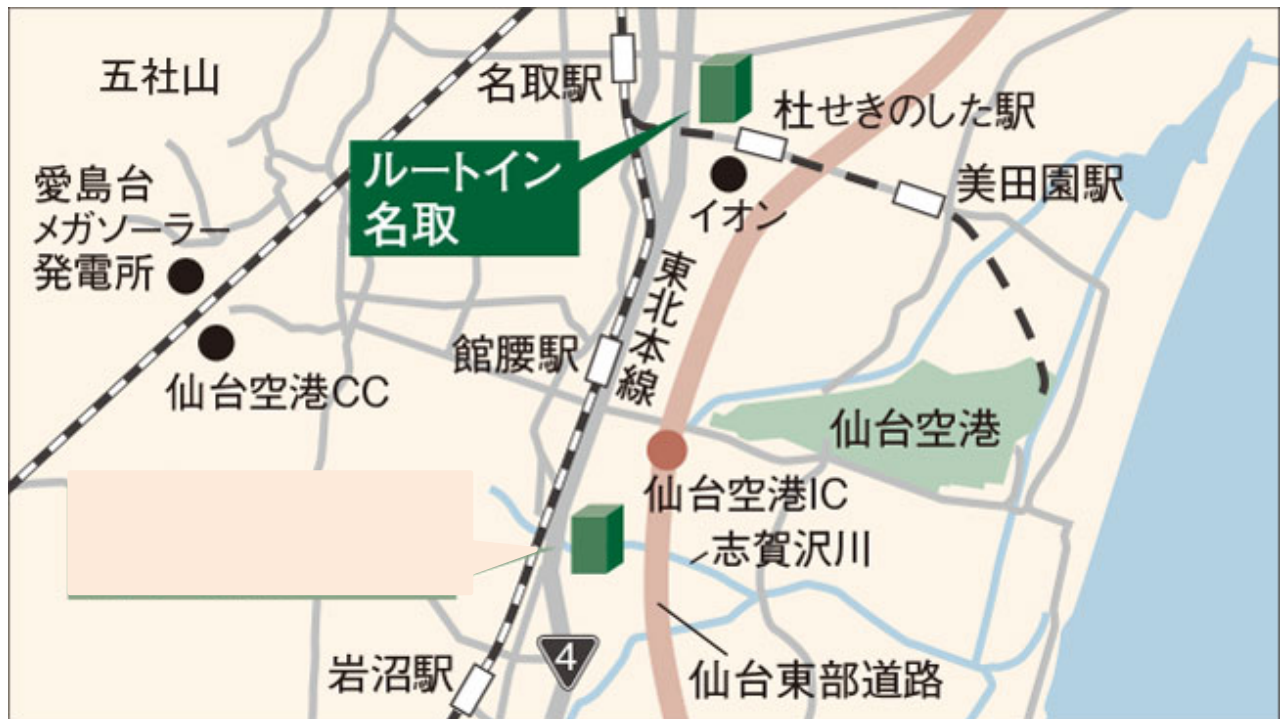 五社山
名取駅
杜せきのした駅
ルートイン
名取
愛島台
メガソーラー
発電所
イオン
美田園駅
東北本線
館腰駅
仙台空港CC
仙台空港
仙台空港IC
志賀沢川
4
岩沼駅
仙台東部道路